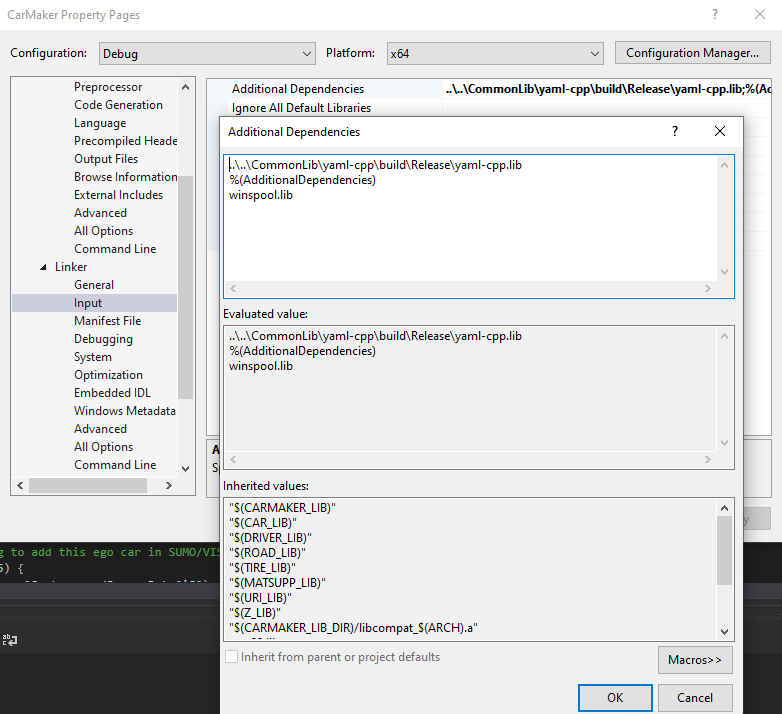 CarMaker Property Pages
?
Configuration:
Debug
Platform:
x64
Configuration Manager...
Preprocessor
Code Generation
Language
Precompiled Heade
Output Files
Browse Information
External Includes
Advanced
All Options
Command Line
Linker
General
Input
Manifest File
Debugging
System
Optimization
Embedded IDL
Windows Metadata
Advanced
All Options
Command Line
Additional Dependencies
..\..\CommonLib\yaml-cpp\build\Release\yaml-cpp.lib;%(Ad
Ignore All Default Libraries
Additional Dependencies
?
..\..\CommonLib\yaml-cpp\build\Release\yaml-cpp.lib
%(AdditionalDependencies)
winspool.lib
Evaluated value:
..\..\CommonLib\yaml-cpp\build\Release\yaml-cpp.lib
%(AdditionalDependencies)
winspool.lib
Inherited values:
"$(CARMAKER_LIB)"
"$(CAR_LIB)"
"$(DRIVER_LIB)"
"$(ROAD_LIB)"
"$(TIRE_LIB)"
"$(MATSUPP_LIB)"
"$(URI_LIB)"
"$(Z_LIB)"
"$(CARMAKER_LIB_DIR)/libcompat_$(ARCH).a"
Inherit from parent or project defaults
Macros>>
OK
Cancel
A
Sp
y
g to add this ego car in SUMO/VIS
) {